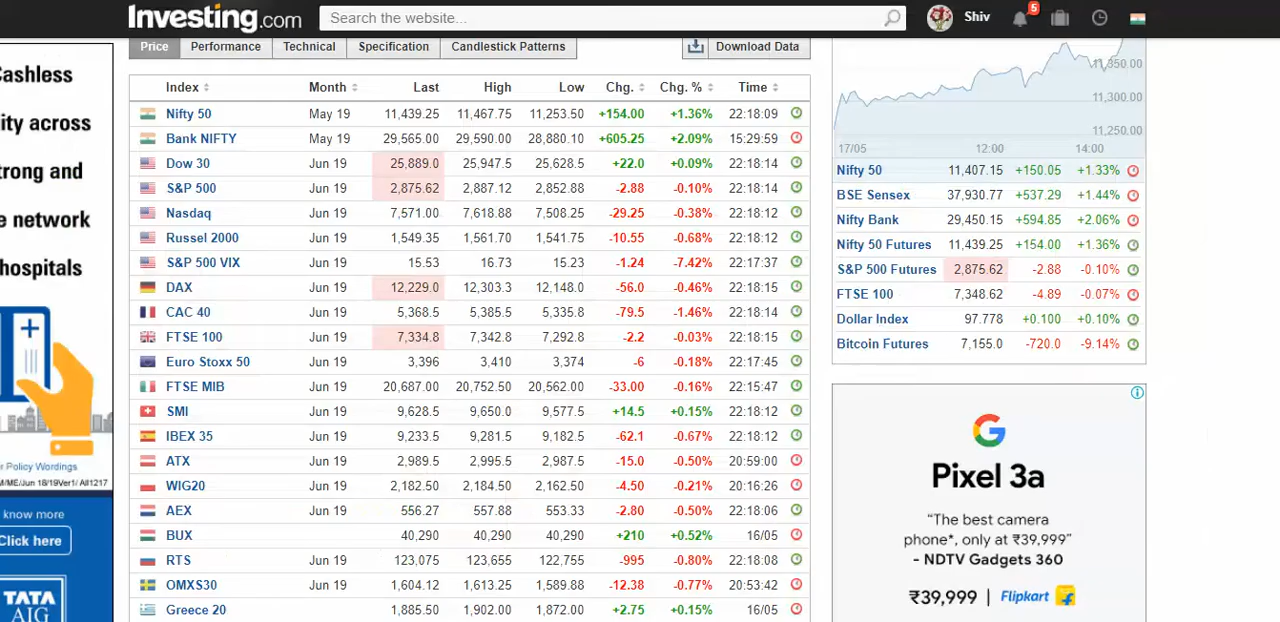 Investing.com
Search the website...
Shiv
5
Price Performance Technical Specification Candlestick Patterns Download Data
Index Month Last High Low Chg. Chg. % Time
Nifty 50 May 19 11,439.25 11,467.75 11,253.50 +154.00 +1.36% 22:18:09
Bank NIFTY May 19 29,565.00 29,590.00 28,880.10 +605.25 +2.09% 15:29:59
Dow 30 Jun 19 25,889.0 25,947.5 25,628.5 +22.0 +0.09% 22:18:14
S&P 500 Jun 19 2,875.62 2,887.12 2,852.88 -2.88 -0.10% 22:18:14
Nasdaq Jun 19 7,571.00 7,618.88 7,508.25 -29.25 -0.38% 22:18:12
Russel 2000 Jun 19 1,549.35 1,561.70 1,541.75 -10.55 -0.68% 22:18:12
S&P 500 VIX Jun 19 15.53 16.73 15.23 -1.24 -7.42% 22:17:37
DAX Jun 19 12,229.0 12,303.3 12,148.0 -56.0 -0.46% 22:18:15
CAC 40 Jun 19 5,368.5 5,385.5 5,335.8 -79.5 -1.46% 22:18:14
FTSE 100 Jun 19 7,334.8 7,342.8 7,292.8 -2.2 -0.03% 22:18:15
Euro Stoxx 50 Jun 19 3,396 3,410 3,374 -6 -0.18% 22:17:45
FTSE MIB Jun 19 20,687.00 20,752.50 20,562.00 -33.00 -0.16% 22:15:47
SMI Jun 19 9,628.5 9,650.0 9,577.5 +14.5 +0.15% 22:18:12
IBEX 35 Jun 19 9,233.5 9,281.5 9,182.5 -62.1 -0.67% 22:18:12
ATX Jun 19 2,989.5 2,995.5 2,987.5 -15.0 -0.50% 20:59:00
WIG20 Jun 19 2,182.50 2,184.50 2,162.50 -4.50 -0.21% 20:16:26
AEX Jun 19 556.27 557.88 553.33 -2.80 -0.50% 22:18:06
BUX 40,290 40,290 40,290 +210 +0.52% 16/05
RTS Jun 19 123,075 123,655 122,755 -995 -0.80% 22:18:08
OMXS30 Jun 19 1,604.12 1,613.25 1,589.88 -12.38 -0.77% 20:53:42
Greece 20 1,885.50 1,902.00 1,872.00 +2.75 +0.15% 16/05
11,350.00
11,300.00
11,250.00
17/05 12:00 14:00
Nifty 50 11,407.15 +150.05 +1.33%
BSE Sensex 37,930.77 +537.29 +1.44%
Nifty Bank 29,450.15 +594.85 +2.06%
Nifty 50 Futures 11,439.25 +154.00 +1.36%
S&P 500 Futures 2,875.62 -2.88 -0.10%
FTSE 100 7,348.62 -4.89 -0.07%
Dollar Index 97.778 +0.100 +0.10%
Bitcoin Futures 7,155.0 -720.0 -9.14%
Pixel 3a
“The best camera
phone*, only at ₹39,999”
- NDTV Gadgets 360
₹39,999 | Flipkart
Cashless
ity across
trong and
e network
hospitals
r Policy Wordings
M/ME/Jun 18/19Ver1/ All1217
know more
Click here
TATA
AIG